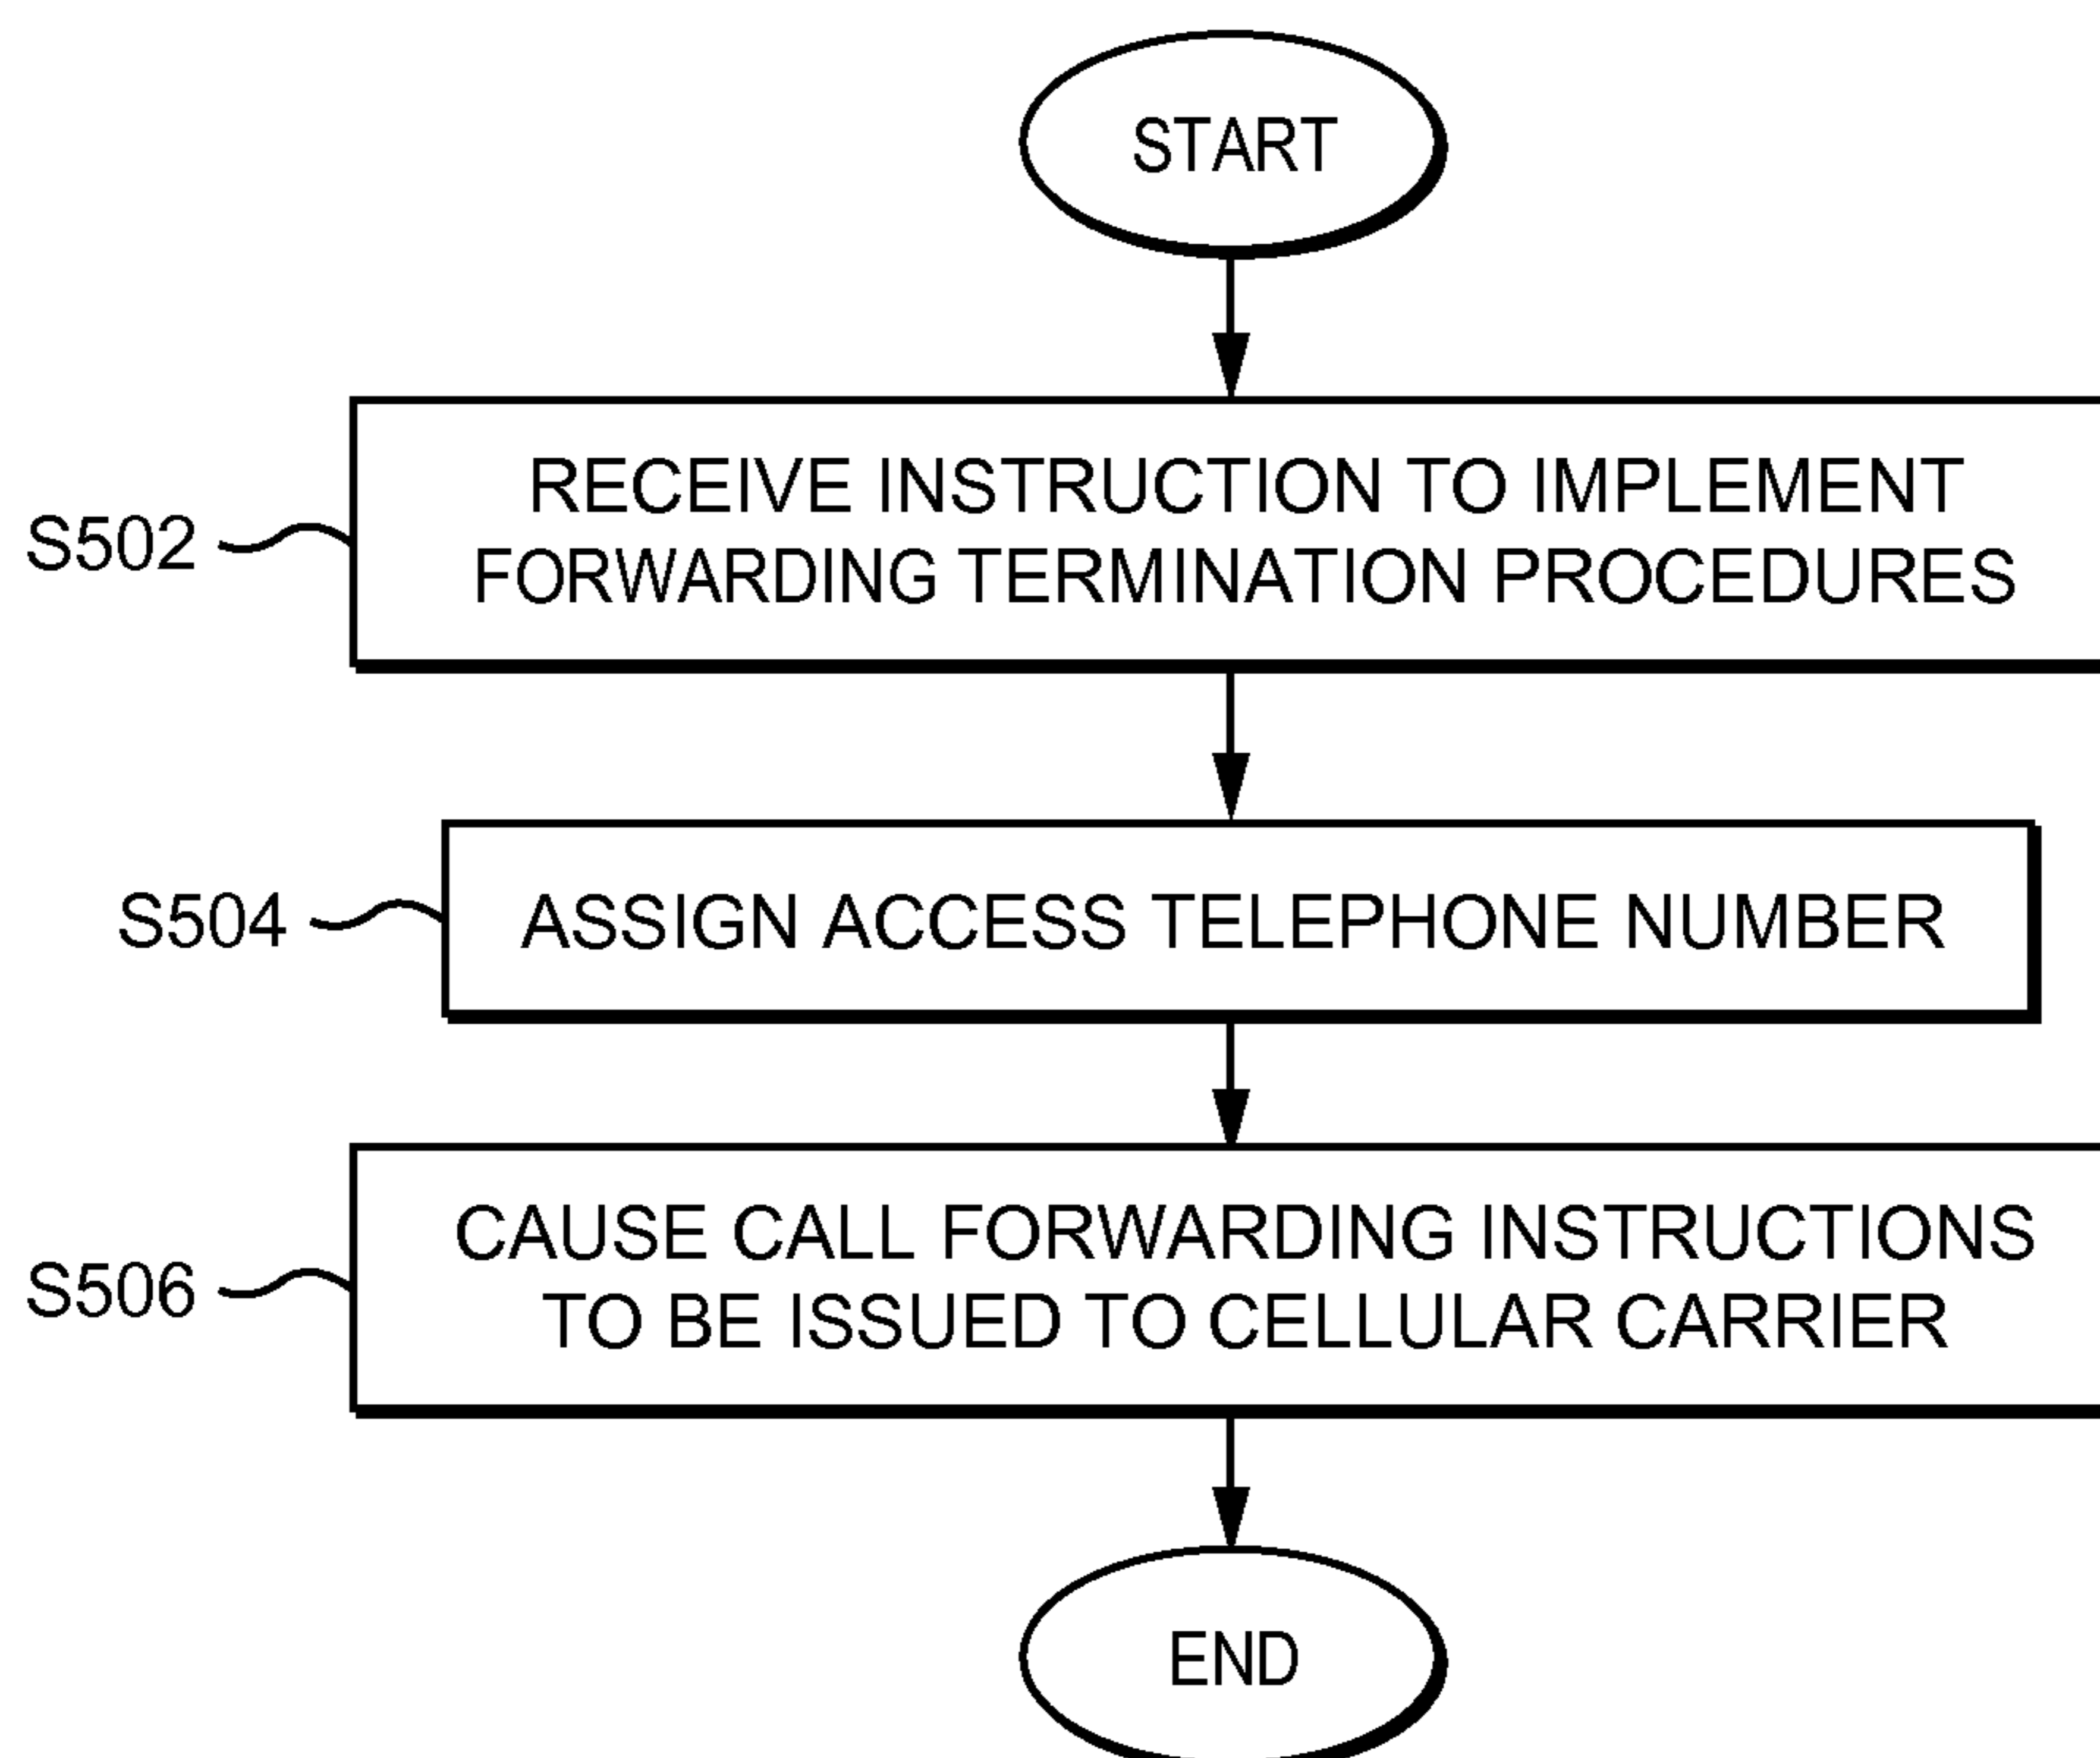 START
S502
RECEIVE INSTRUCTION TO IMPLEMENT
FORWARDING TERMINATION PROCEDURES
S504
ASSIGN ACCESS TELEPHONE NUMBER
S506
CAUSE CALL FORWARDING INSTRUCTIONS
TO BE ISSUED TO CELLULAR CARRIER
END